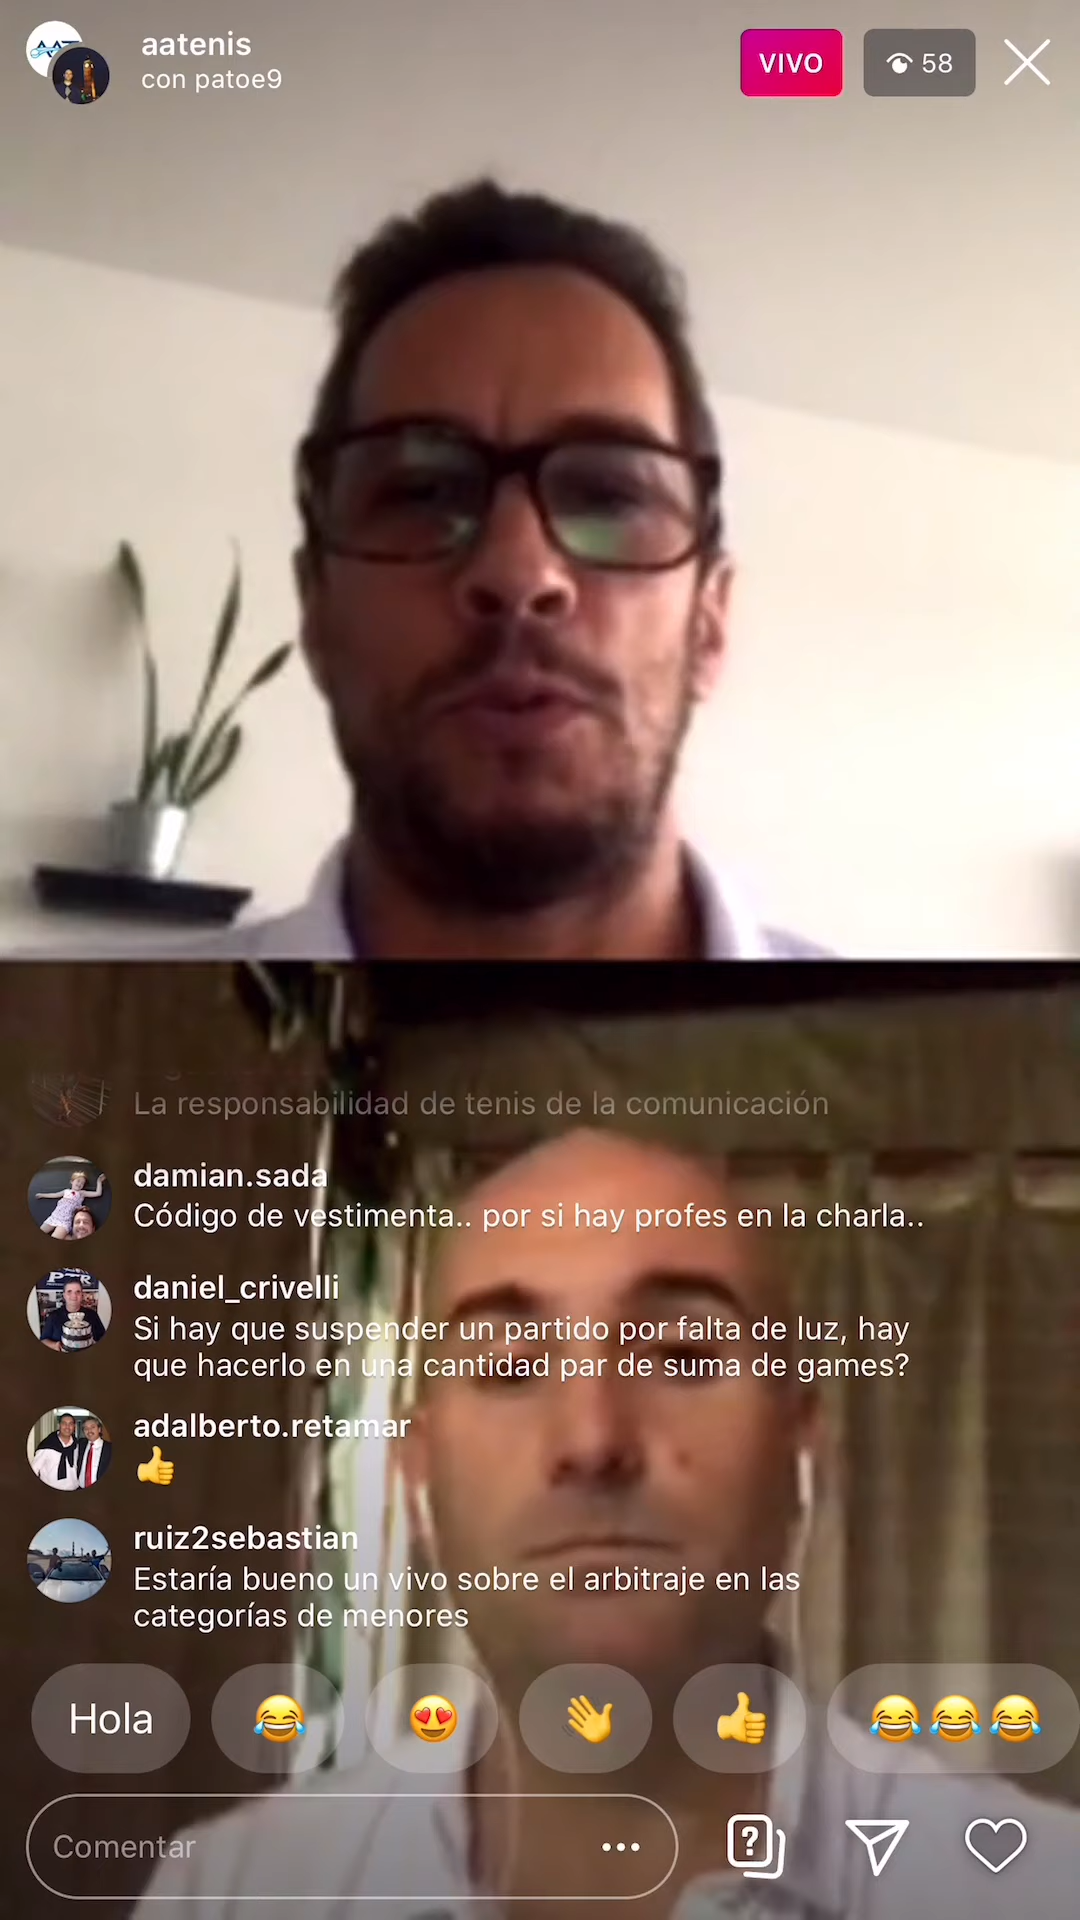 aatenis
con patoe9
VIVO
58
La responsabilidad de tenis de la comunicación
damian.sada
Código de vestimenta.. por si hay profes en la charla..
daniel_crivelli
Si hay que suspender un partido por falta de luz, hay
que hacerlo en una cantidad par de suma de games?
adalberto.retamar
👍
ruiz2sebastian
Estaría bueno un vivo sobre el arbitraje en las
categorías de menores
Hola 😂 😍 👋 👍 😂😂😂
Comentar